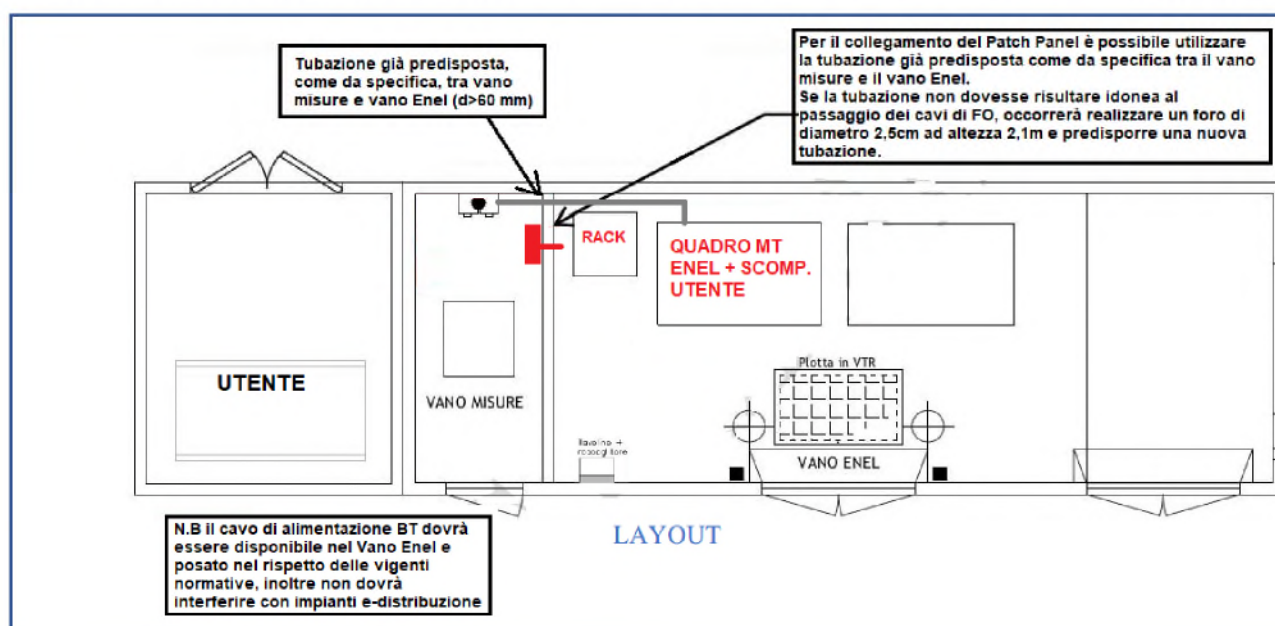 Tubazione già predisposta,
come da specifica, tra vano
misure e vano Enel (d>60 mm)
Per il collegamento del Patch Panel è possibile utilizzare
la tubazione già predisposta come da specifica tra il vano
misure e il vano Enel.
Se la tubazione non dovesse risultare idonea al
passaggio dei cavi di FO, occorrerà realizzare un foro di
diametro 2,5cm ad altezza 2,1m e predisporre una nuova
tubazione.
RACK
QUADRO MT
ENEL + SCOMP.
UTENTE
UTENTE
VANO MISURE
Plotta in VTR
VANO ENEL
N.B il cavo di alimentazione BT dovrà
essere disponibile nel Vano Enel e
posato nel rispetto delle vigenti
normative, inoltre non dovrà
interferire con impianti e-distribuzione
LAYOUT